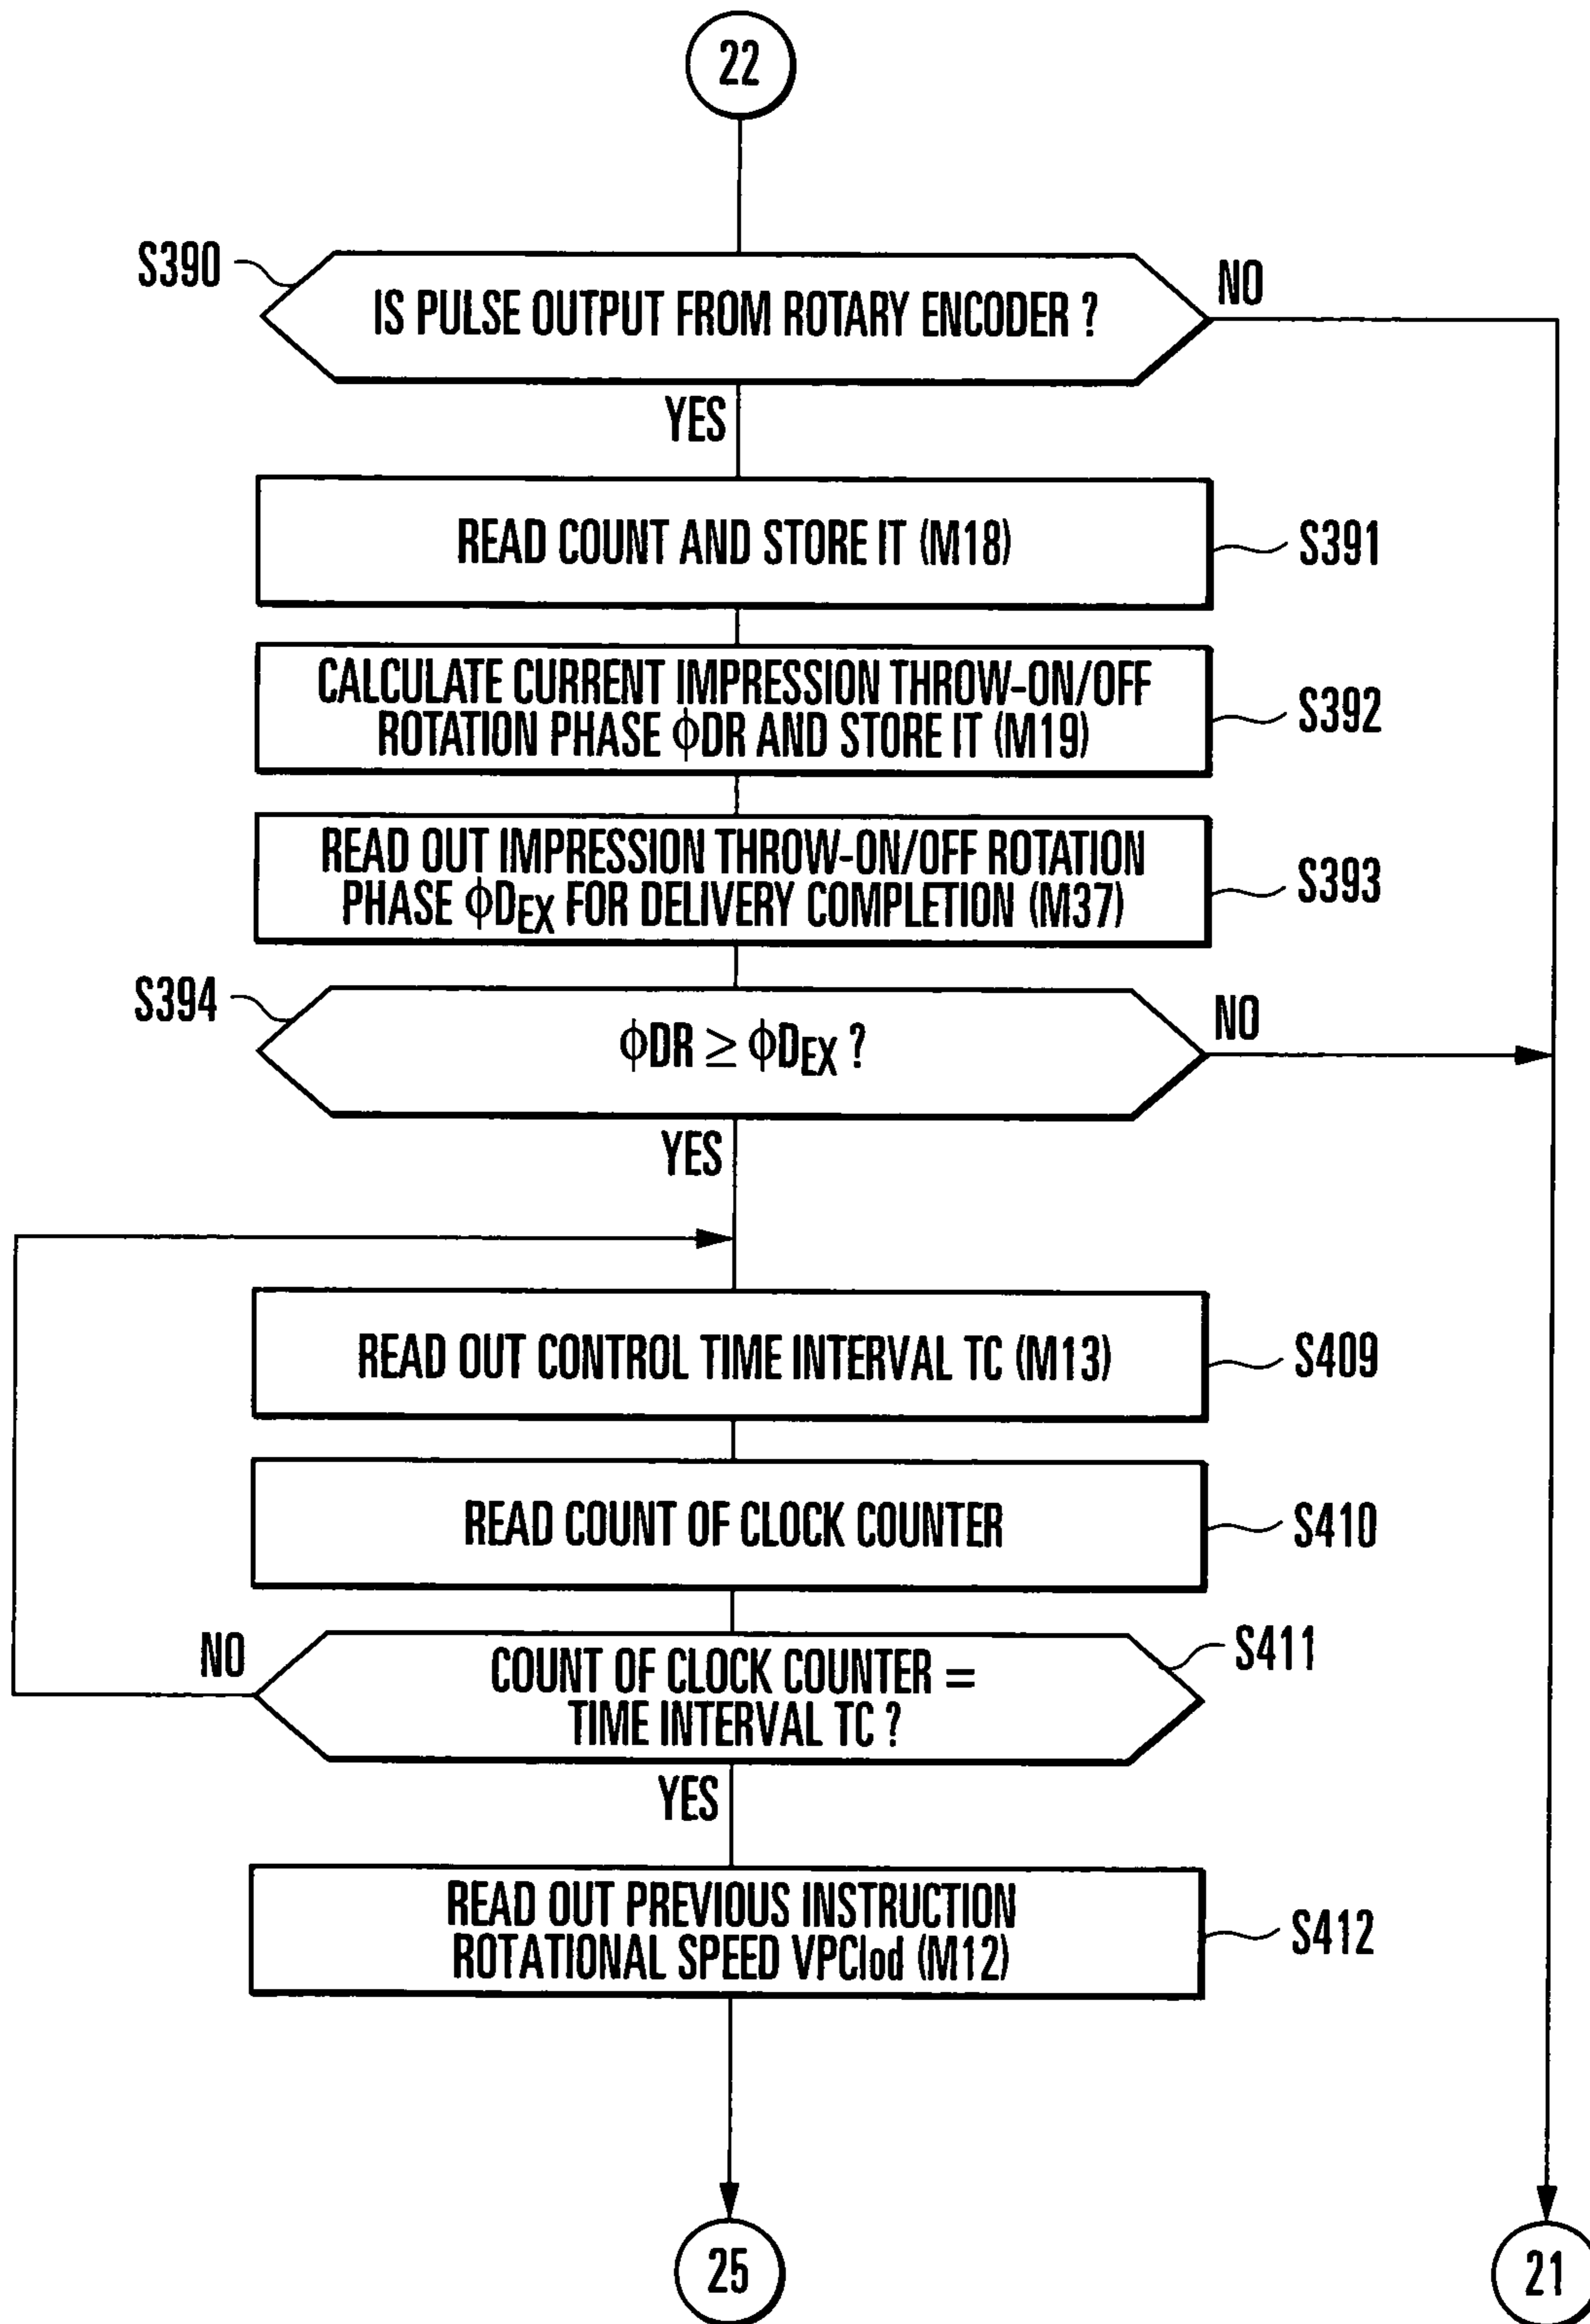 22
S390
IS PULSE OUTPUT FROM ROTARY ENCODER ?
NO
YES
READ COUNT AND STORE IT (M18)
S391
CALCULATE CURRENT IMPRESSION THROW-ON/OFF
ROTATION PHASE ϕDR AND STORE IT (M19)
S392
READ OUT IMPRESSION THROW-ON/OFF ROTATION
PHASE ϕDEX FOR DELIVERY COMPLETION (M37)
S393
S394
ϕDR ≥ ϕDEX ?
NO
YES
READ OUT CONTROL TIME INTERVAL TC (M13)
S409
READ COUNT OF CLOCK COUNTER
S410
NO
COUNT OF CLOCK COUNTER =
TIME INTERVAL TC ?
S411
YES
READ OUT PREVIOUS INSTRUCTION
ROTATIONAL SPEED VPClod (M12)
S412
25
21